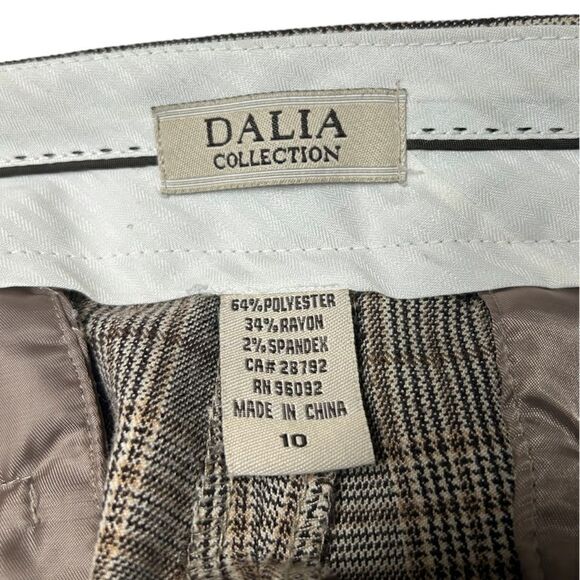 DALIA
COLLECTION
64% POLYESTER
34% RAYON
2% SPANDEX
CA# 28792
RN 96092
MADE IN CHINA
10